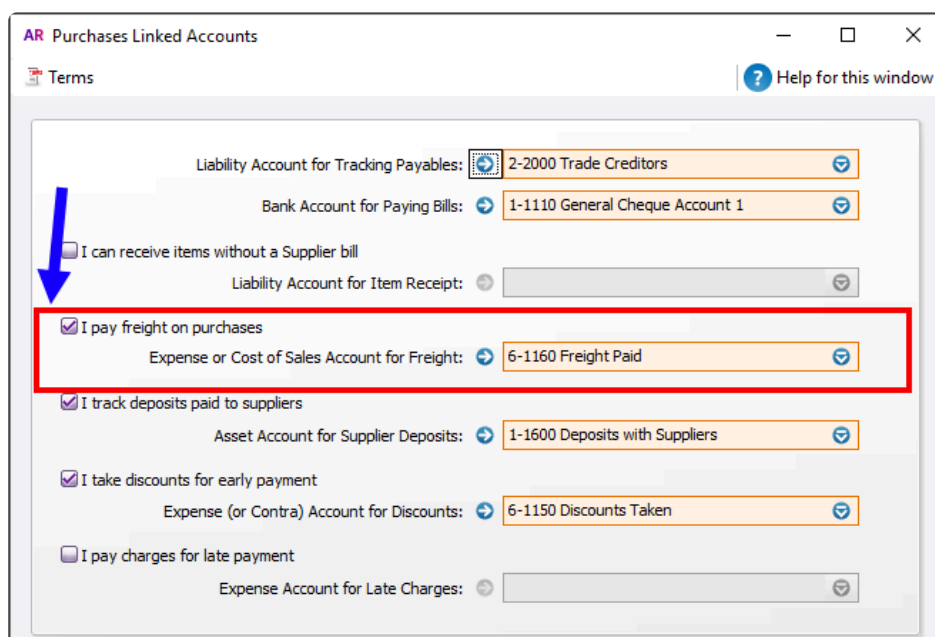 AR Purchases Linked Accounts
Terms
Help for this window
Liability Account for Tracking Payables: 2-2000 Trade Creditors
Bank Account for Paying Bills: 1-1110 General Cheque Account 1
I can receive items without a Supplier bill
Liability Account for Item Receipt:
I pay freight on purchases
Expense or Cost of Sales Account for Freight: 6-1160 Freight Paid
I track deposits paid to suppliers
Asset Account for Supplier Deposits: 1-1600 Deposits with Suppliers
I take discounts for early payment
Expense (or Contra) Account for Discounts: 6-1150 Discounts Taken
I pay charges for late payment
Expense Account for Late Charges: